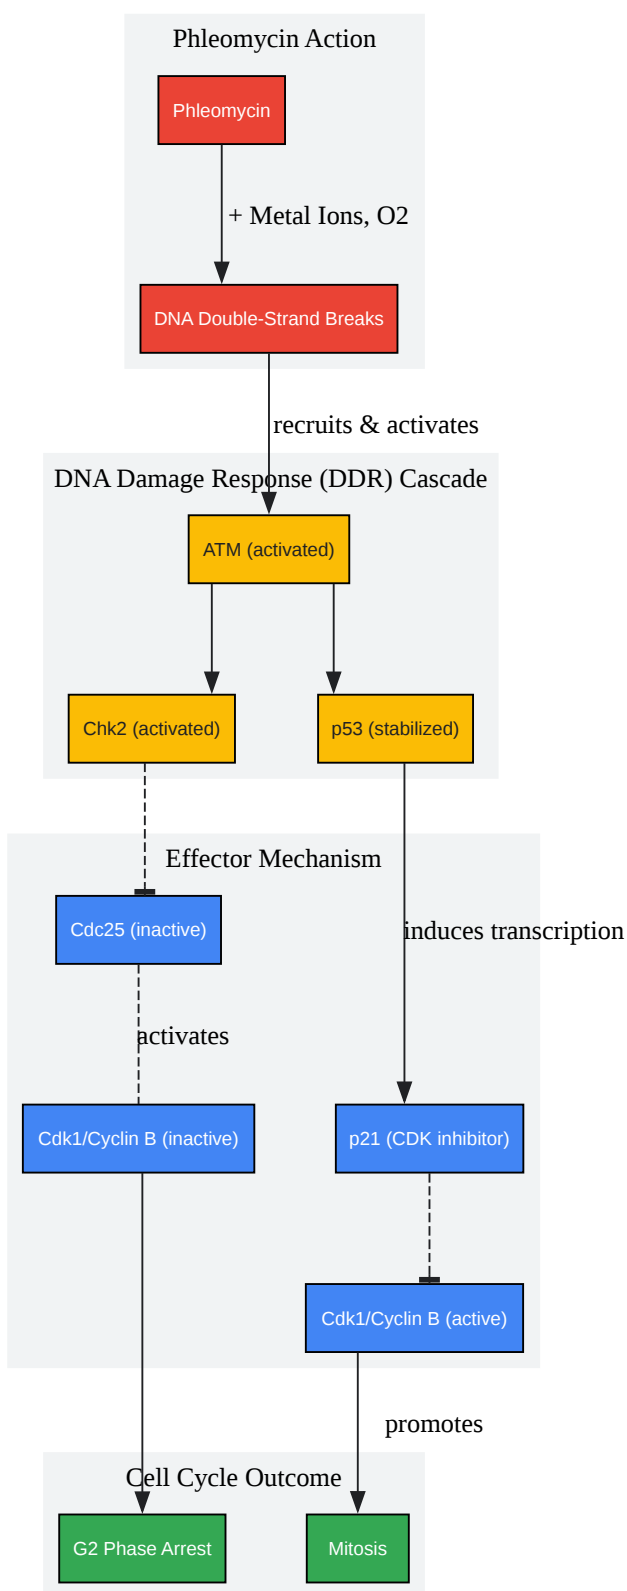 Phleomycin Action
Phleomycin
+ Metal Ions, O2
DNA Double-Strand Breaks
recruits & activates
DNA Damage Response (DDR) Cascade
ATM (activated)
Chk2 (activated)
p53 (stabilized)
Effector Mechanism
Cdc25 (inactive)
induces transcription
activates
Cdk1/Cyclin B (inactive)
p21 (CDK inhibitor)
Cdk1/Cyclin B (active)
promotes
Cell Cycle Outcome
G2 Phase Arrest
Mitosis